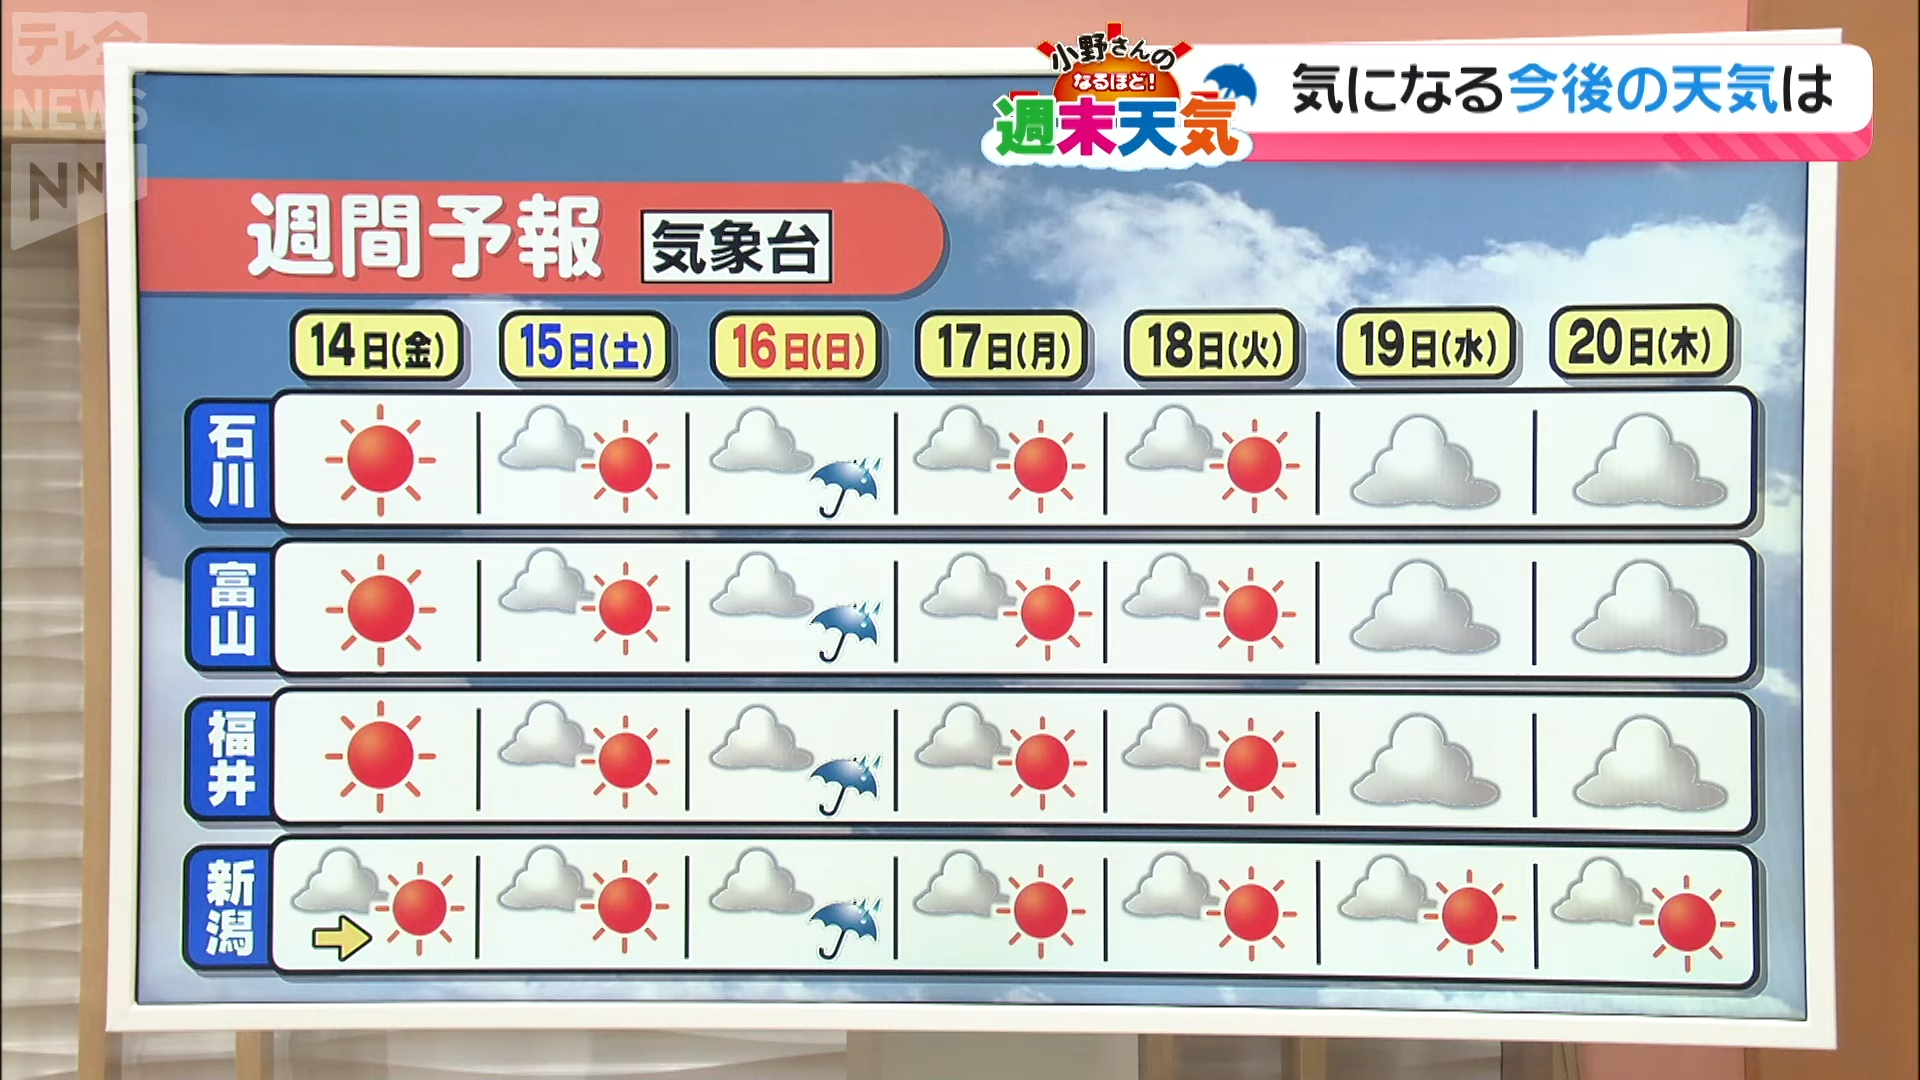 テレ金
NEWS
NNN
小野さんの
なるほど!
週末天気
気になる今後の天気は
週間予報 気象台
14日(金) 15日(土) 16日(日) 17日(月) 18日(火) 19日(水) 20日(木)
石川
富山
福井
新潟